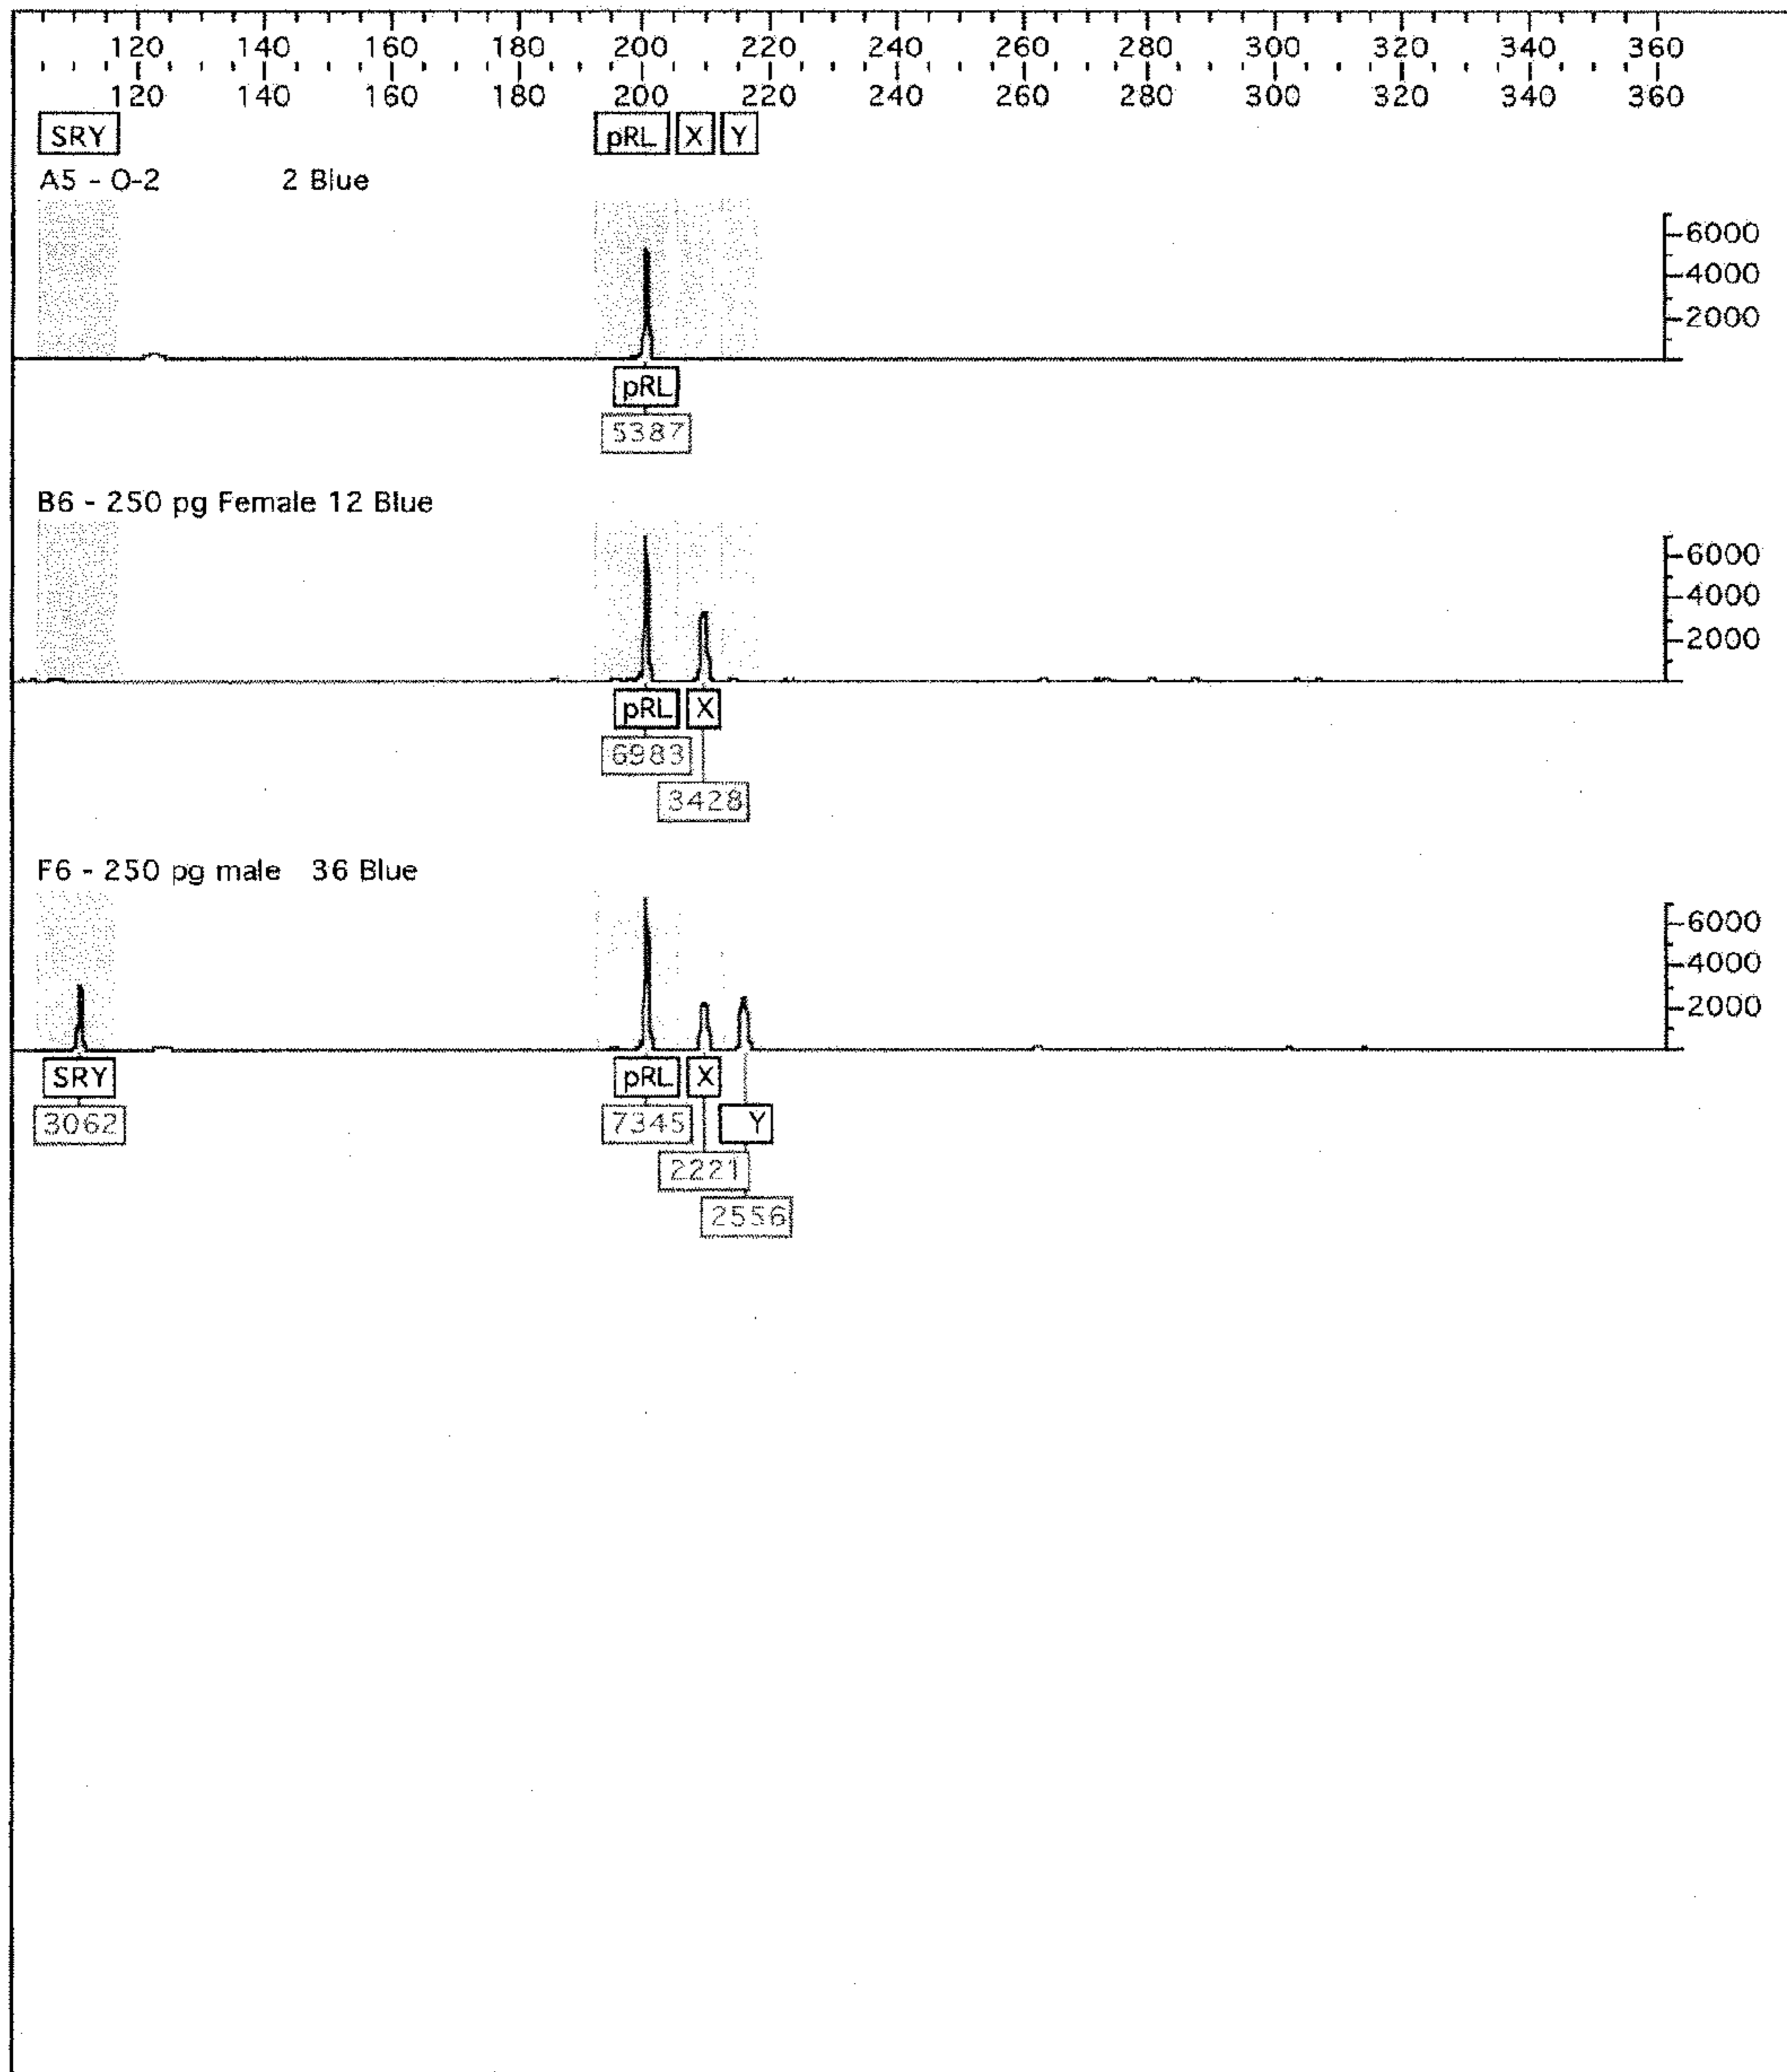 120 140 160 180 200 220 240 260 280 300 320 340 360
120 140 160 180 200 220 240 260 280 300 320 340 360
SRY pRL X Y
A5 - O-2 2 Blue
6000
4000
2000
pRL
5387
B6 - 250 pg Female 12 Blue
6000
4000
2000
pRL X
6983
3428
F6 - 250 pg male 36 Blue
6000
4000
2000
SRY pRL X
3062 7345 Y
2221
2556